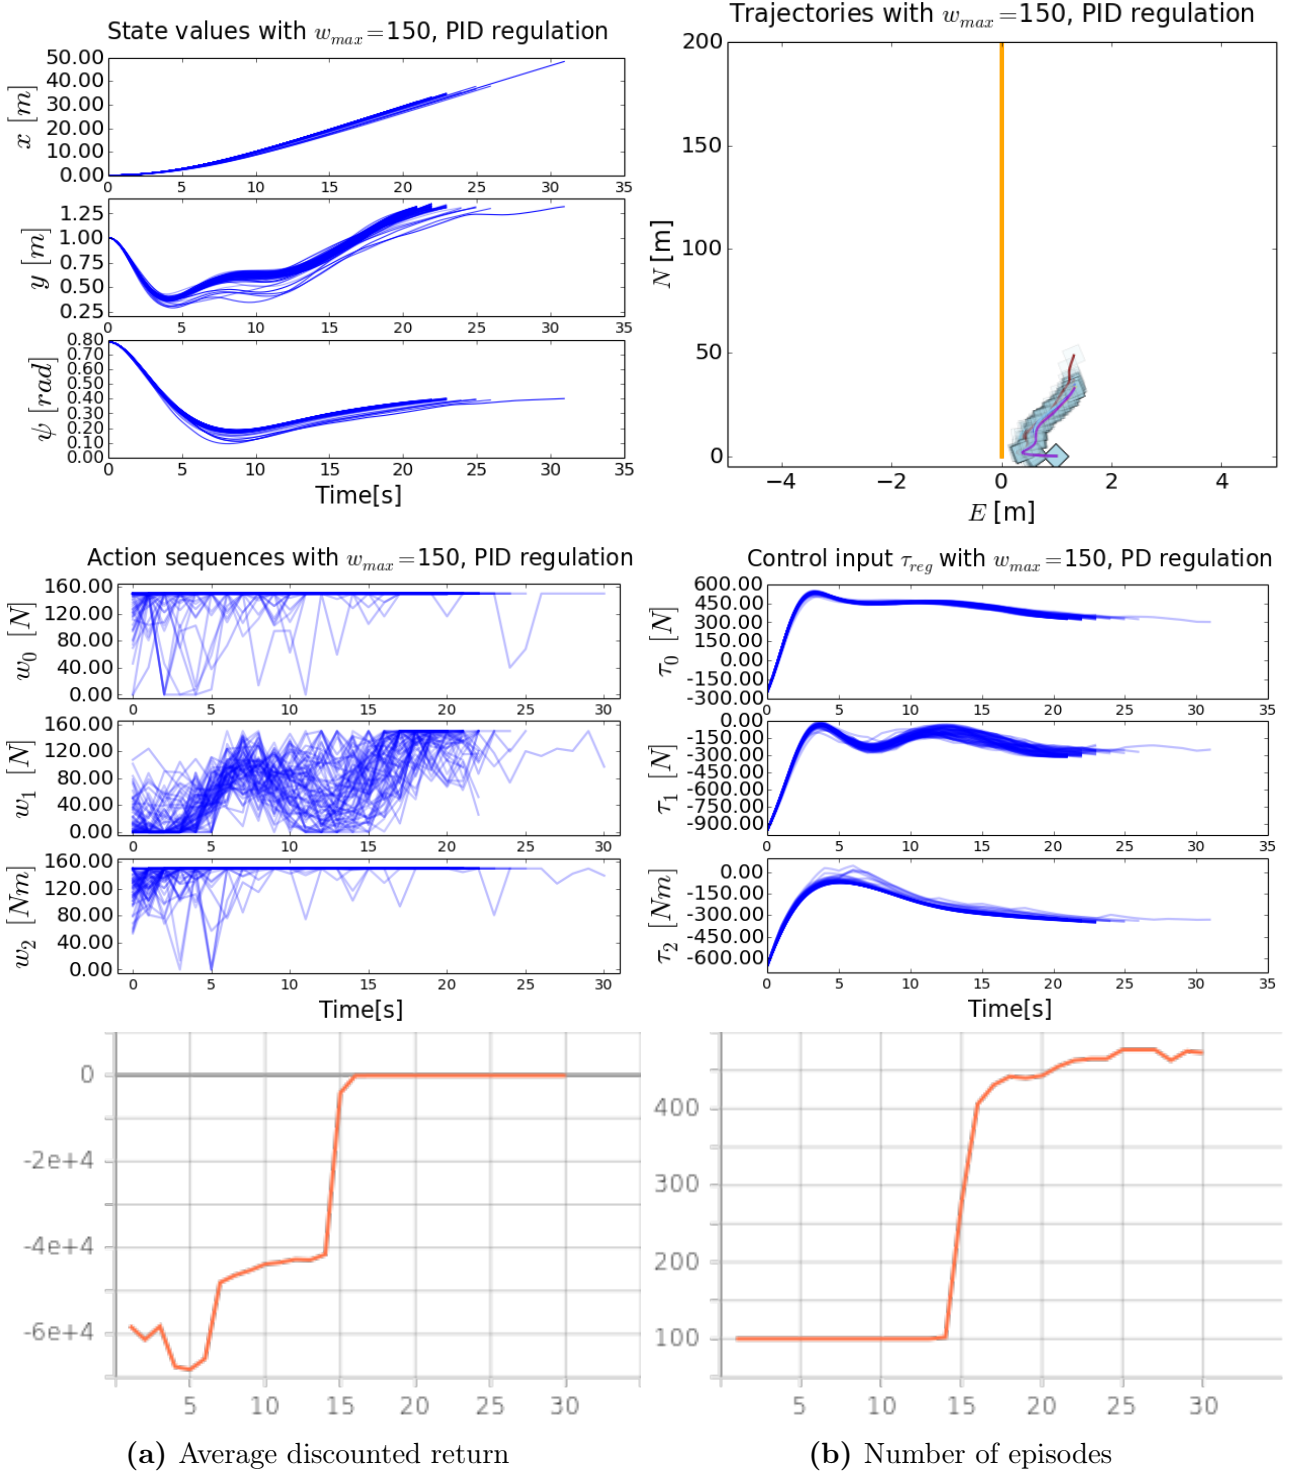 State values with w_max=150, PID regulation
50.00
40.00
30.00
20.00
10.00
0.00
x [m]
0 5 10 15 20 25 30 35
1.25
1.00
0.75
0.50
0.25
y [m]
0 5 10 15 20 25 30 35
0.80
0.70
0.60
0.50
0.40
0.30
0.20
0.10
0.00
ψ [rad]
0 5 10 15 20 25 30 35
Time[s]
Trajectories with w_max=150, PID regulation
200
150
100
50
0
N [m]
−4 −2 0 2 4
E [m]
Action sequences with w_max=150, PID regulation
160.00
120.00
80.00
40.00
0.00
w_0 [N]
0 5 10 15 20 25 30
160.00
120.00
80.00
40.00
0.00
w_1 [N]
0 5 10 15 20 25 30
160.00
120.00
80.00
40.00
0.00
w_2 [Nm]
0 5 10 15 20 25 30
Time[s]
Control input τ_reg with w_max=150, PD regulation
600.00
450.00
300.00
150.00
0.00
-150.00
-300.00
τ_0 [N]
0 5 10 15 20 25 30 35
0.00
-150.00
-300.00
-450.00
-600.00
-750.00
-900.00
τ_1 [N]
0 5 10 15 20 25 30 35
0.00
-150.00
-300.00
-450.00
-600.00
τ_2 [Nm]
0 5 10 15 20 25 30 35
Time[s]
0
-2e+4
-4e+4
-6e+4
5 10 15 20 25 30
(a) Average discounted return
400
300
200
100
5 10 15 20 25 30
(b) Number of episodes